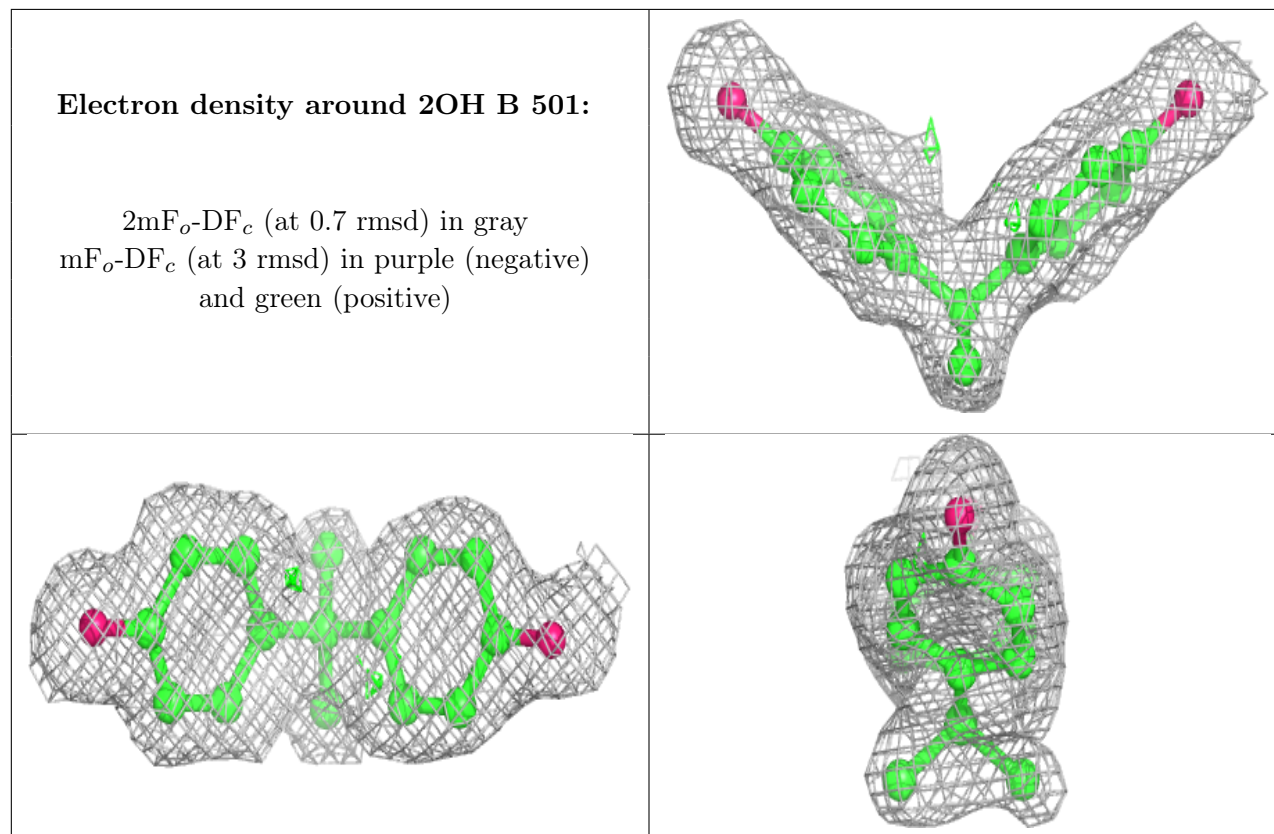 Electron density around 2OH B 501:
2mFo-DFc (at 0.7 rmsd) in gray
mFo-DFc (at 3 rmsd) in purple (negative)
and green (positive)